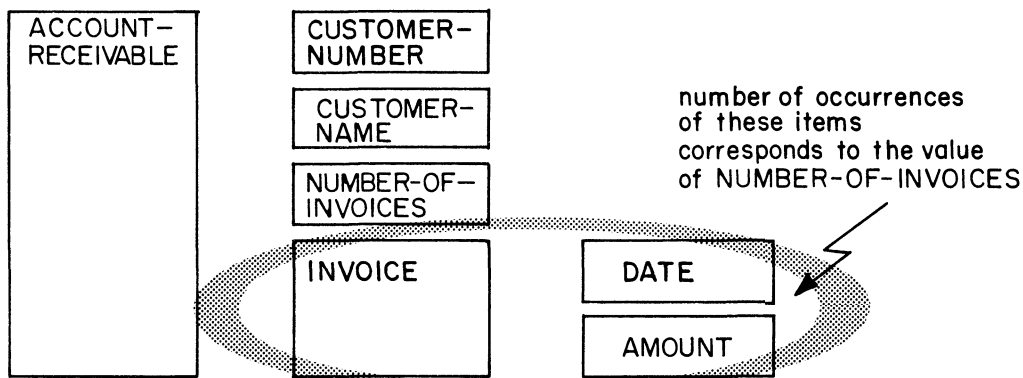 ACCOUNT-
RECEIVABLE
CUSTOMER-
NUMBER
CUSTOMER-
NAME
NUMBER-OF-
INVOICES
INVOICE
DATE
AMOUNT
number of occurrences
of these items
corresponds to the value
of NUMBER-OF-INVOICES